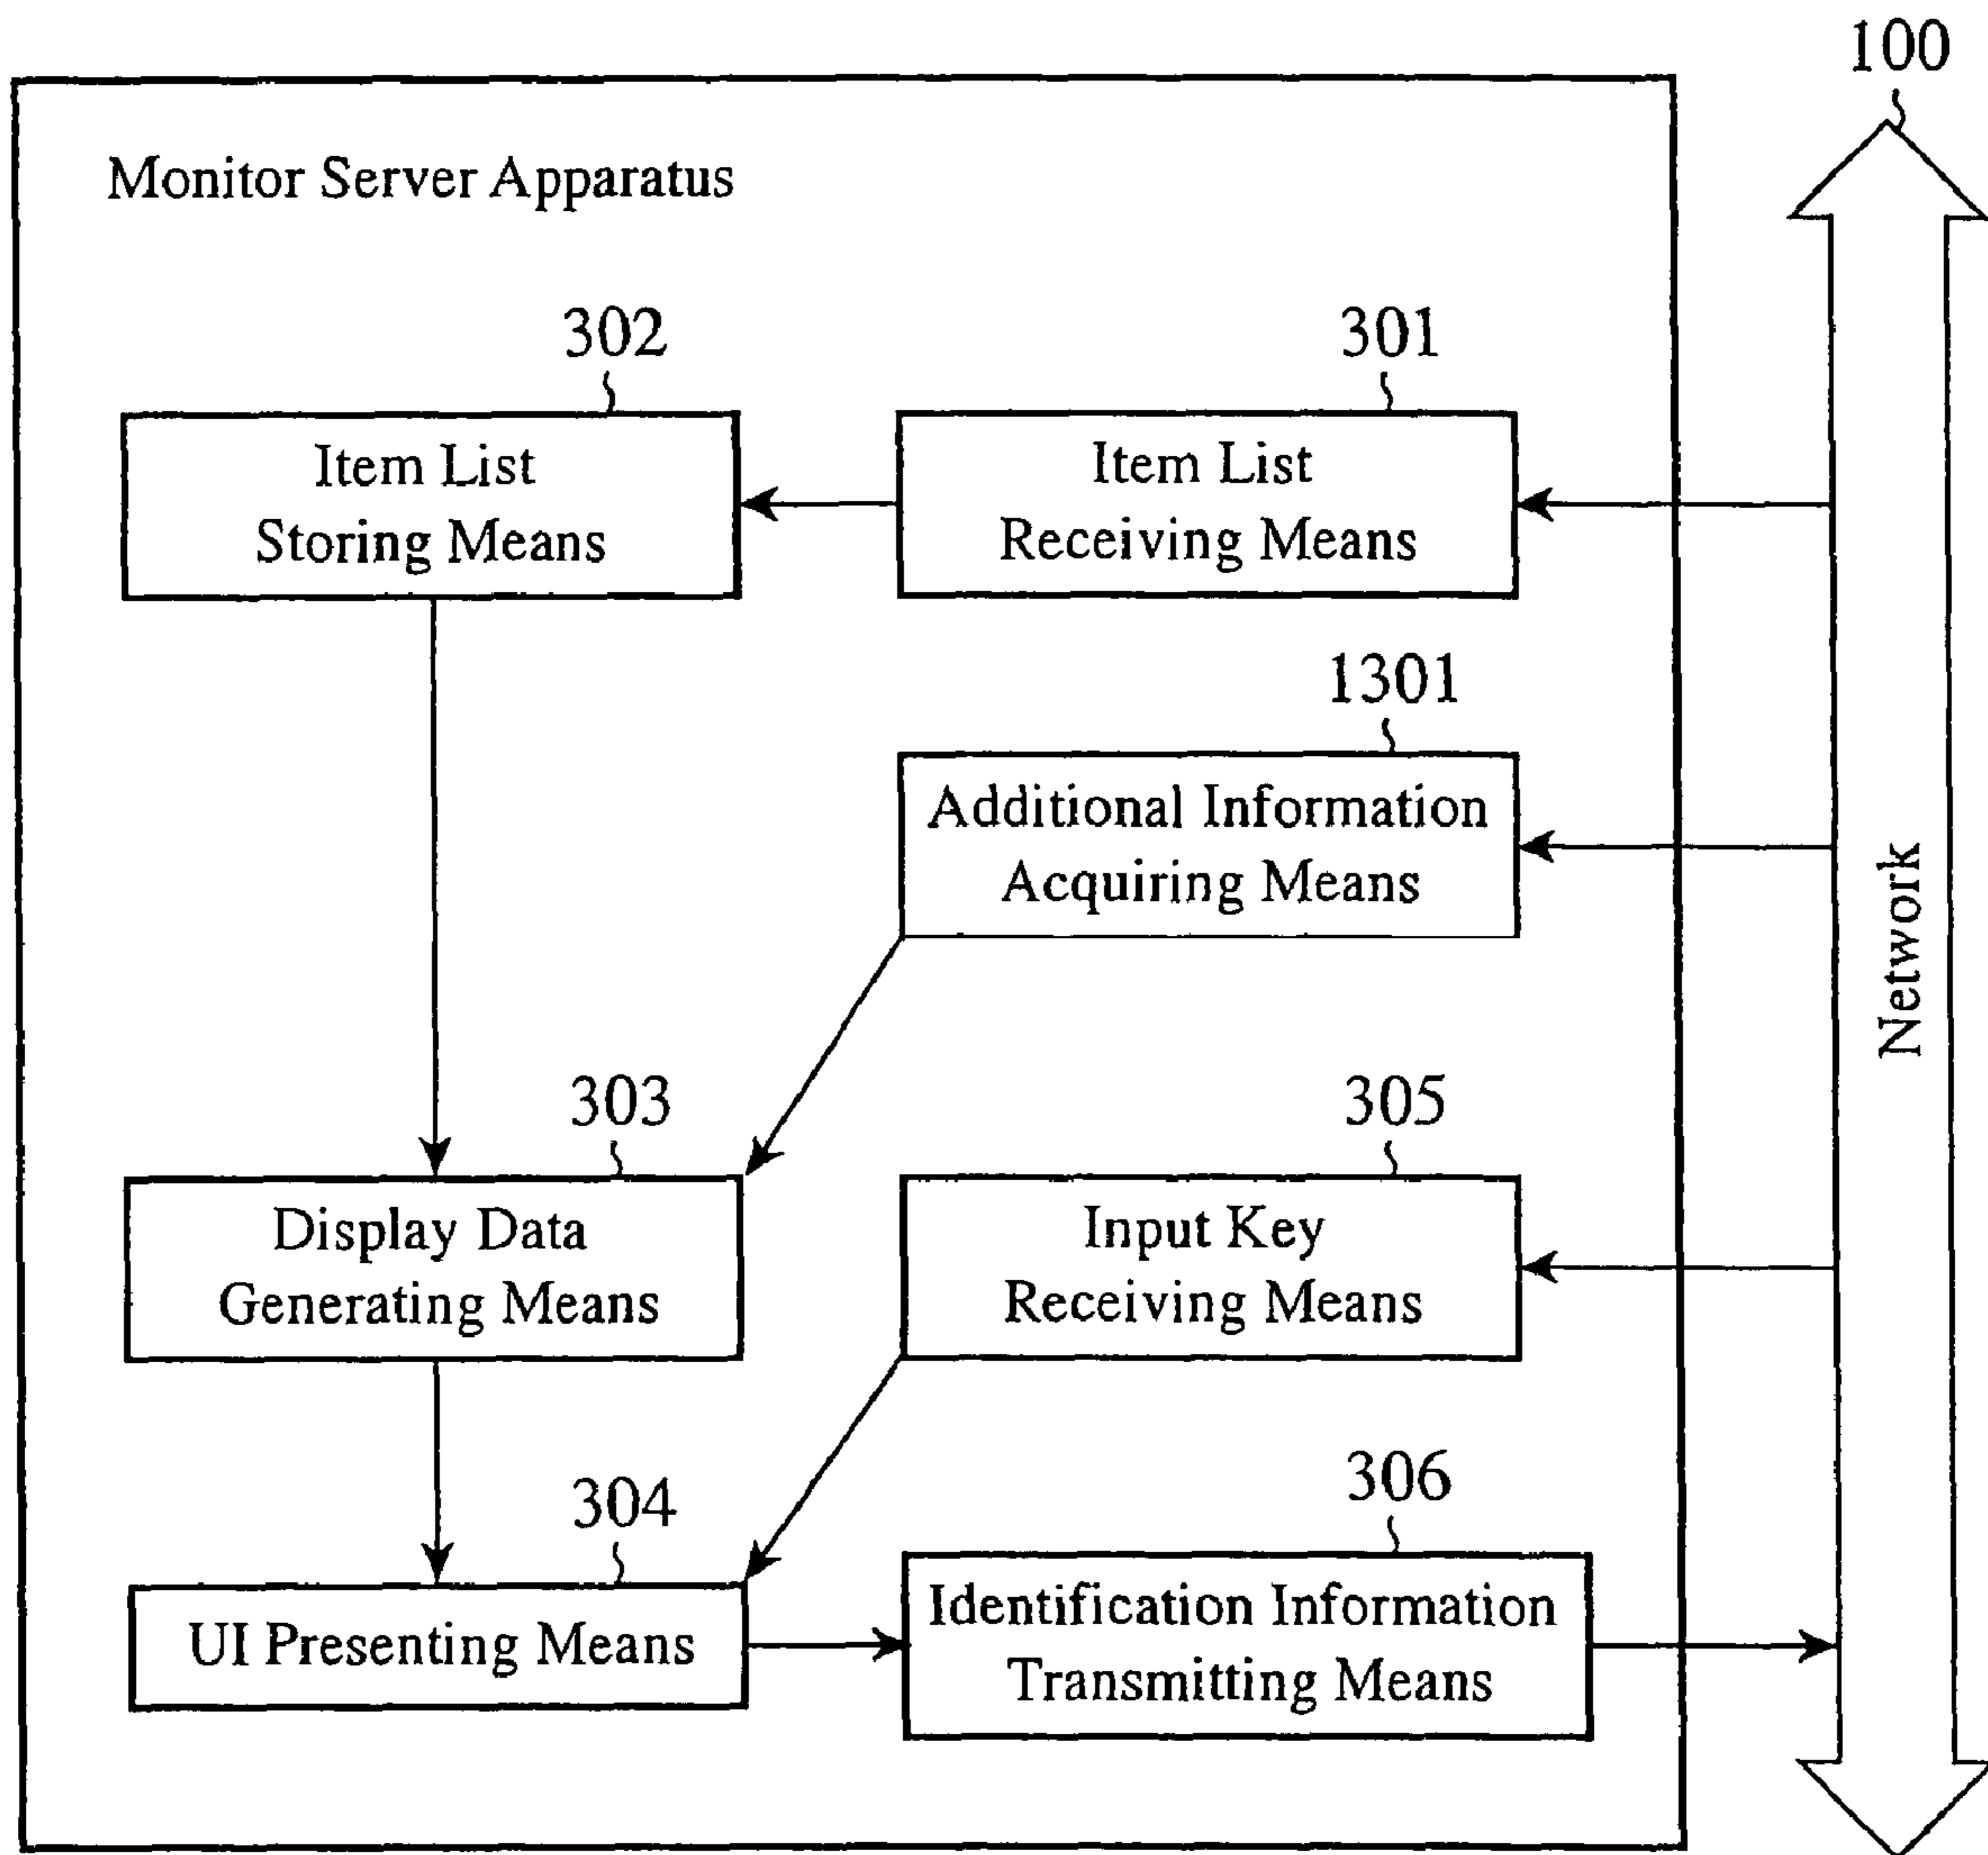 100
Monitor Server Apparatus
302
301
Item List
Storing Means
Item List
Receiving Means
1301
Additional Information
Acquiring Means
Network
303
305
Display Data
Generating Means
Input Key
Receiving Means
304
306
UI Presenting Means
Identification Information
Transmitting Means